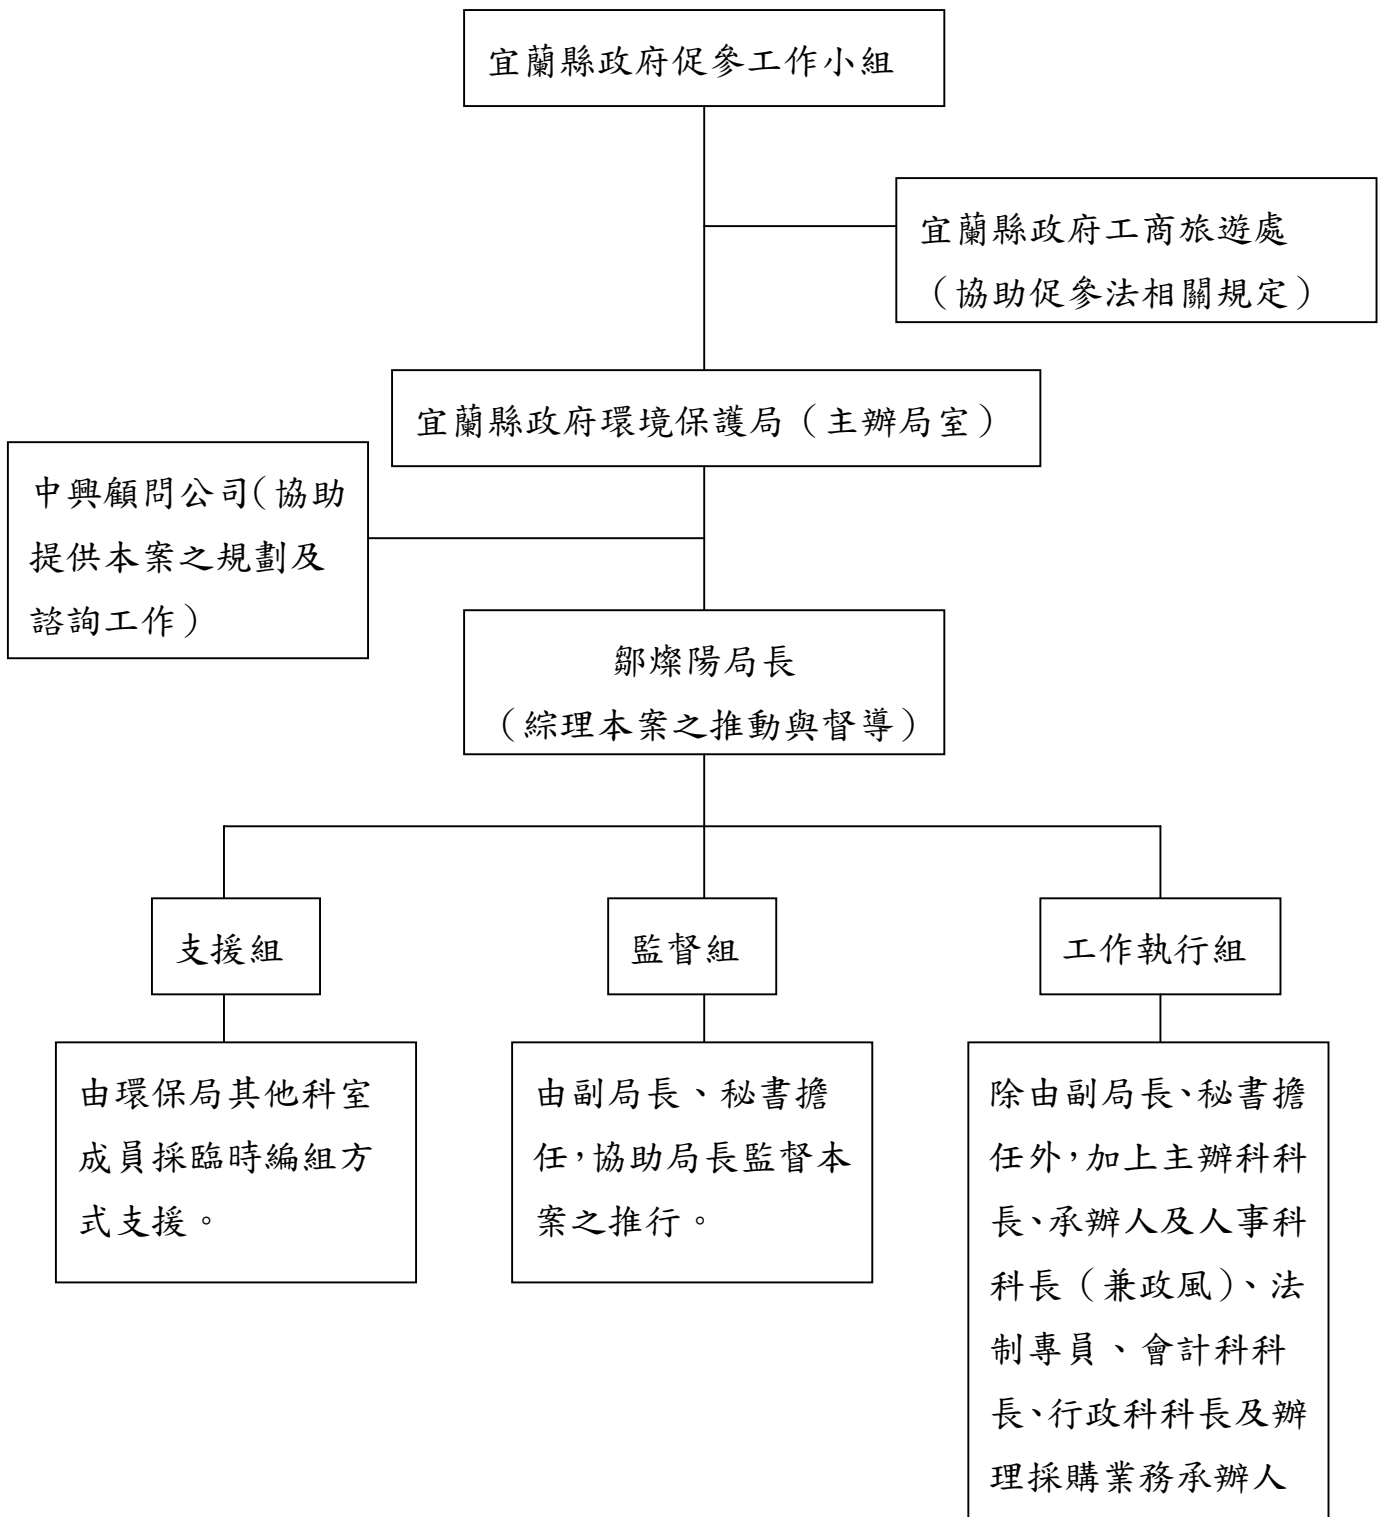 宜蘭縣政府促參工作小組
宜蘭縣政府工商旅遊處
（協助促參法相關規定）
宜蘭縣政府環境保護局（主辦局室）
中興顧問公司(協助
提供本案之規劃及
諮詢工作）
鄒燦陽局長
（綜理本案之推動與督導）
支援組
監督組
工作執行組
由環保局其他科室
成員採臨時編組方
式支援。
由副局長、秘書擔
任，協助局長監督本
案之推行。
除由副局長、秘書擔
任外，加上主辦科科
長、承辦人及人事科
科長（兼政風）、法
制專員、會計科科
長、行政科科長及辦
理採購業務承辦人